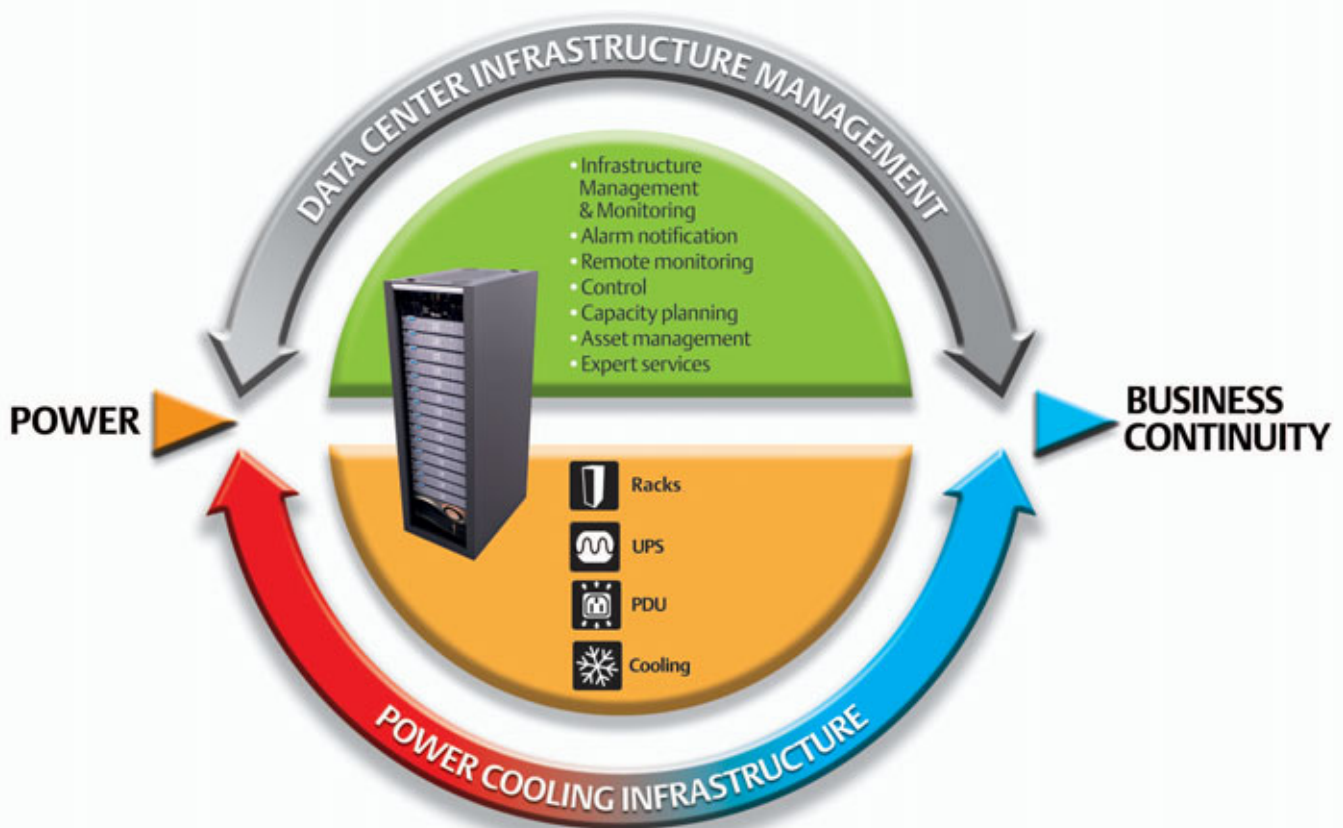 DATA CENTER INFRASTRUCTURE MANAGEMENT
• Infrastructure
Management
& Monitoring
• Alarm notification
• Remote monitoring
• Control
• Capacity planning
• Asset management
• Expert services
POWER
BUSINESS
CONTINUITY
Racks
UPS
PDU
Cooling
POWER COOLING INFRASTRUCTURE